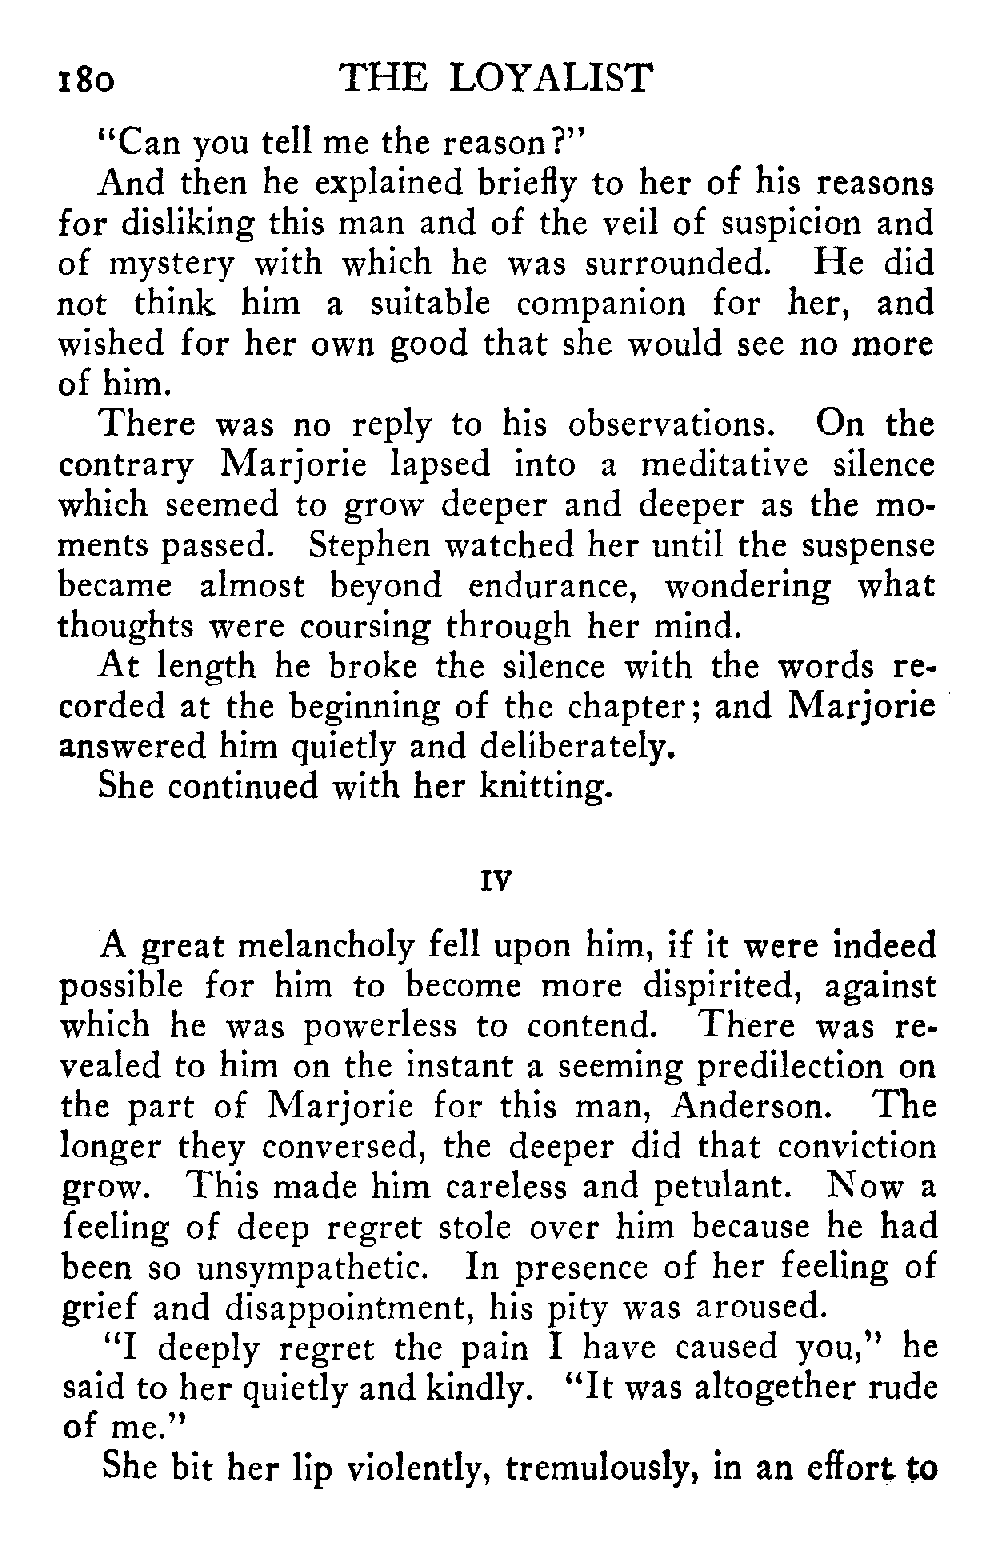 180 THE LOYALIST
"Can you tell me the reason?"
And then he explained briefly to her of his reasons
for disliking this man and of the veil of suspicion and
of mystery with which he was surrounded. He did
not think him a suitable companion for her, and
wished for her own good that she would see no more
of him.
There was no reply to his observations. On the
contrary Marjorie lapsed into a meditative silence
which seemed to grow deeper and deeper as the mo-
ments passed. Stephen watched her until the suspense
became almost beyond endurance, wondering what
thoughts were coursing through her mind.
At length he broke the silence with the words re-
corded at the beginning of the chapter; and Marjorie
answered him quietly and deliberately.
She continued with her knitting.
IV
A great melancholy fell upon him, if it were indeed
possible for him to become more dispirited, against
which he was powerless to contend. There was re-
vealed to him on the instant a seeming predilection on
the part of Marjorie for this man, Anderson. The
longer they conversed, the deeper did that conviction
grow. This made him careless and petulant. Now a
feeling of deep regret stole over him because he had
been so unsympathetic. In presence of her feeling of
grief and disappointment, his pity was aroused.
"I deeply regret the pain I have caused you," he
said to her quietly and kindly. "It was altogether rude
of me."
She bit her lip violently, tremulously, in an effort to